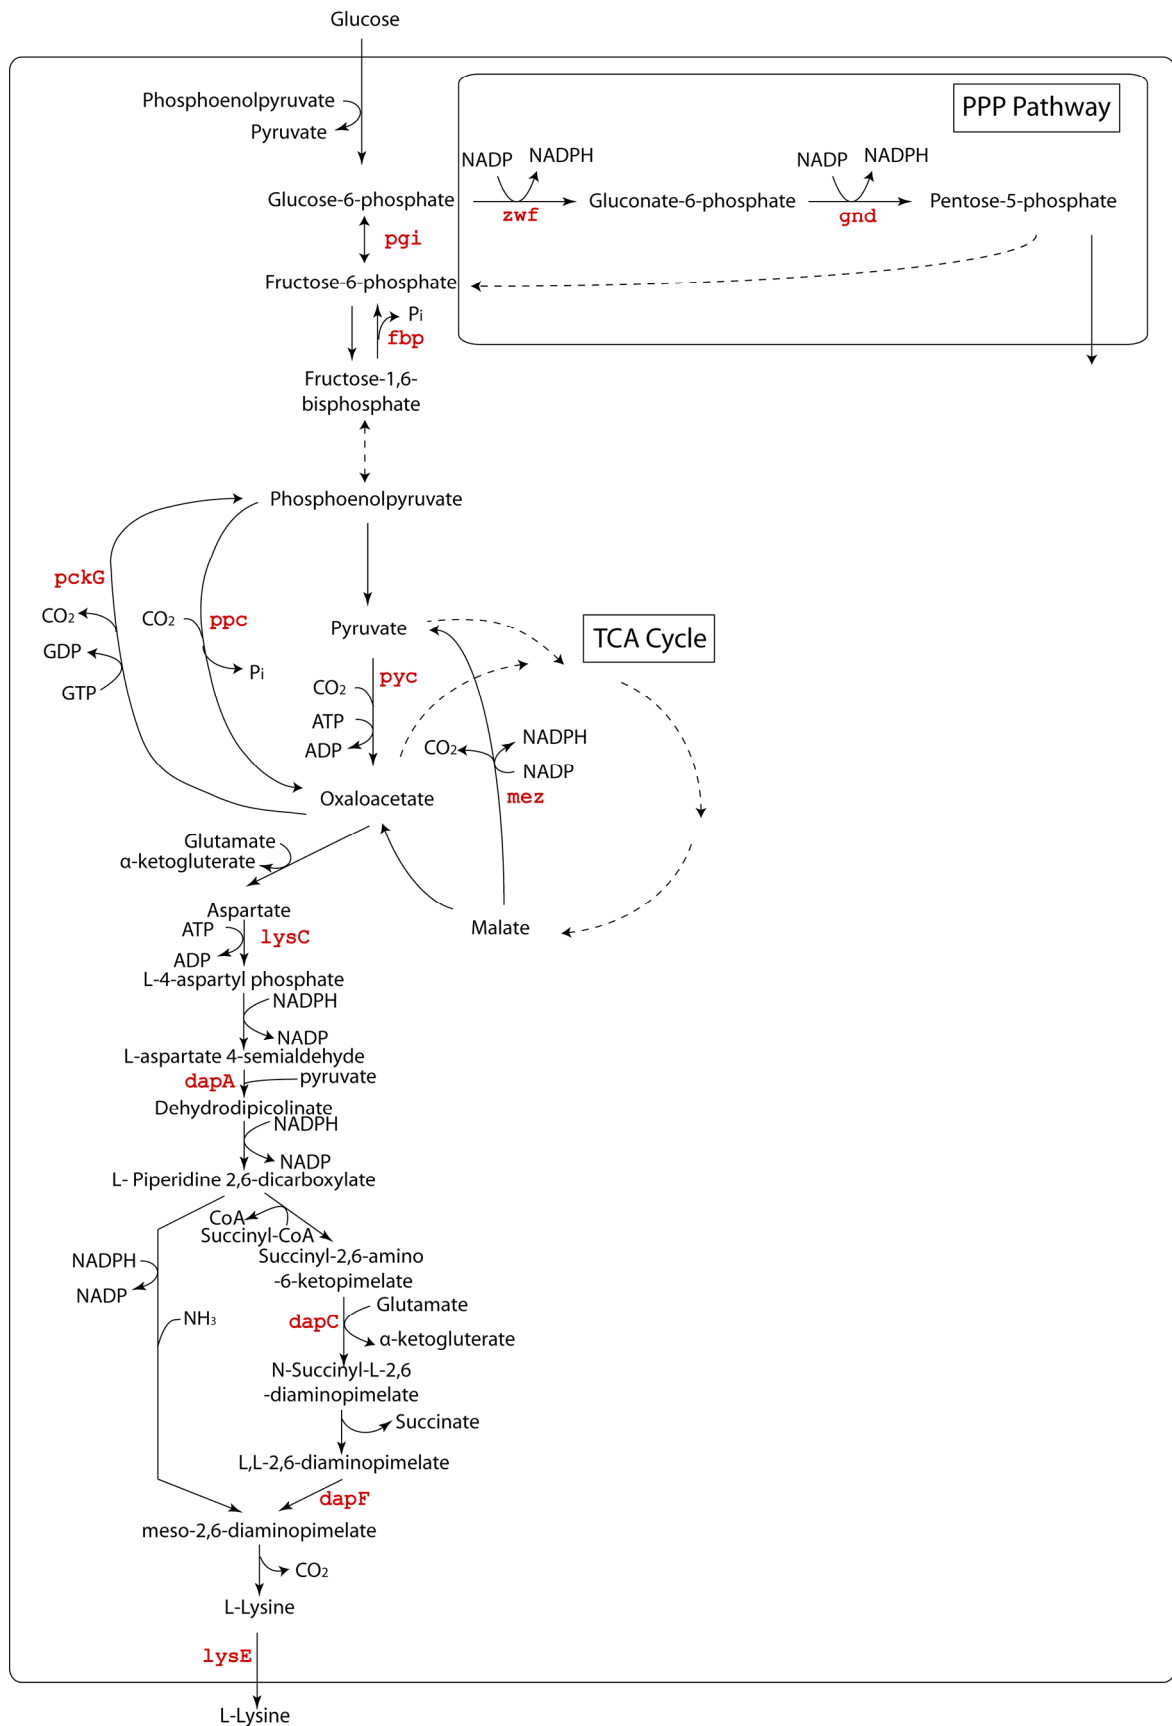 Glucose
Phosphoenolpyruvate
Pyruvate
PPP Pathway
NADP
NADPH
NADP
NADPH
Glucose-6-phosphate
Gluconate-6-phosphate
Pentose-5-phosphate
zwf
gnd
pgi
Fructose-6-phosphate
Pi
fbp
Fructose-1,6-
bisphosphate
Phosphoenolpyruvate
pckG
CO2
CO2
ppc
GDP
Pi
GTP
Pyruvate
TCA Cycle
pyc
CO2
ATP
ADP
CO2
NADPH
NADP
mez
Oxaloacetate
Glutamate
α-ketogluterate
Aspartate
Malate
ATP
lysC
ADP
L-4-aspartyl phosphate
NADPH
NADP
L-aspartate 4-semialdehyde
dapA
pyruvate
Dehydrodipicolinate
NADPH
NADP
L- Piperidine 2,6-dicarboxylate
CoA
Succinyl-CoA
NADPH
NADP
NH3
Succinyl-2,6-amino
-6-ketopimelate
Glutamate
dapC
α-ketogluterate
N-Succinyl-L-2,6
-diaminopimelate
Succinate
L,L-2,6-diaminopimelate
dapF
meso-2,6-diaminopimelate
CO2
L-Lysine
lysE
L-Lysine